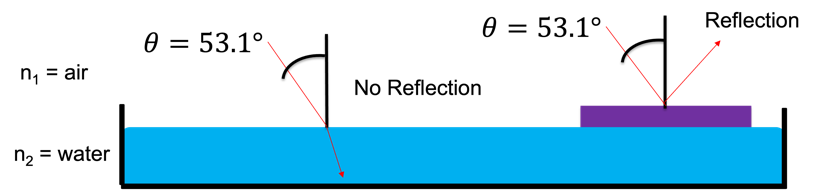 θ = 53.1°
θ = 53.1°
Reflection
n₁ = air
No Reflection
n₂ = water